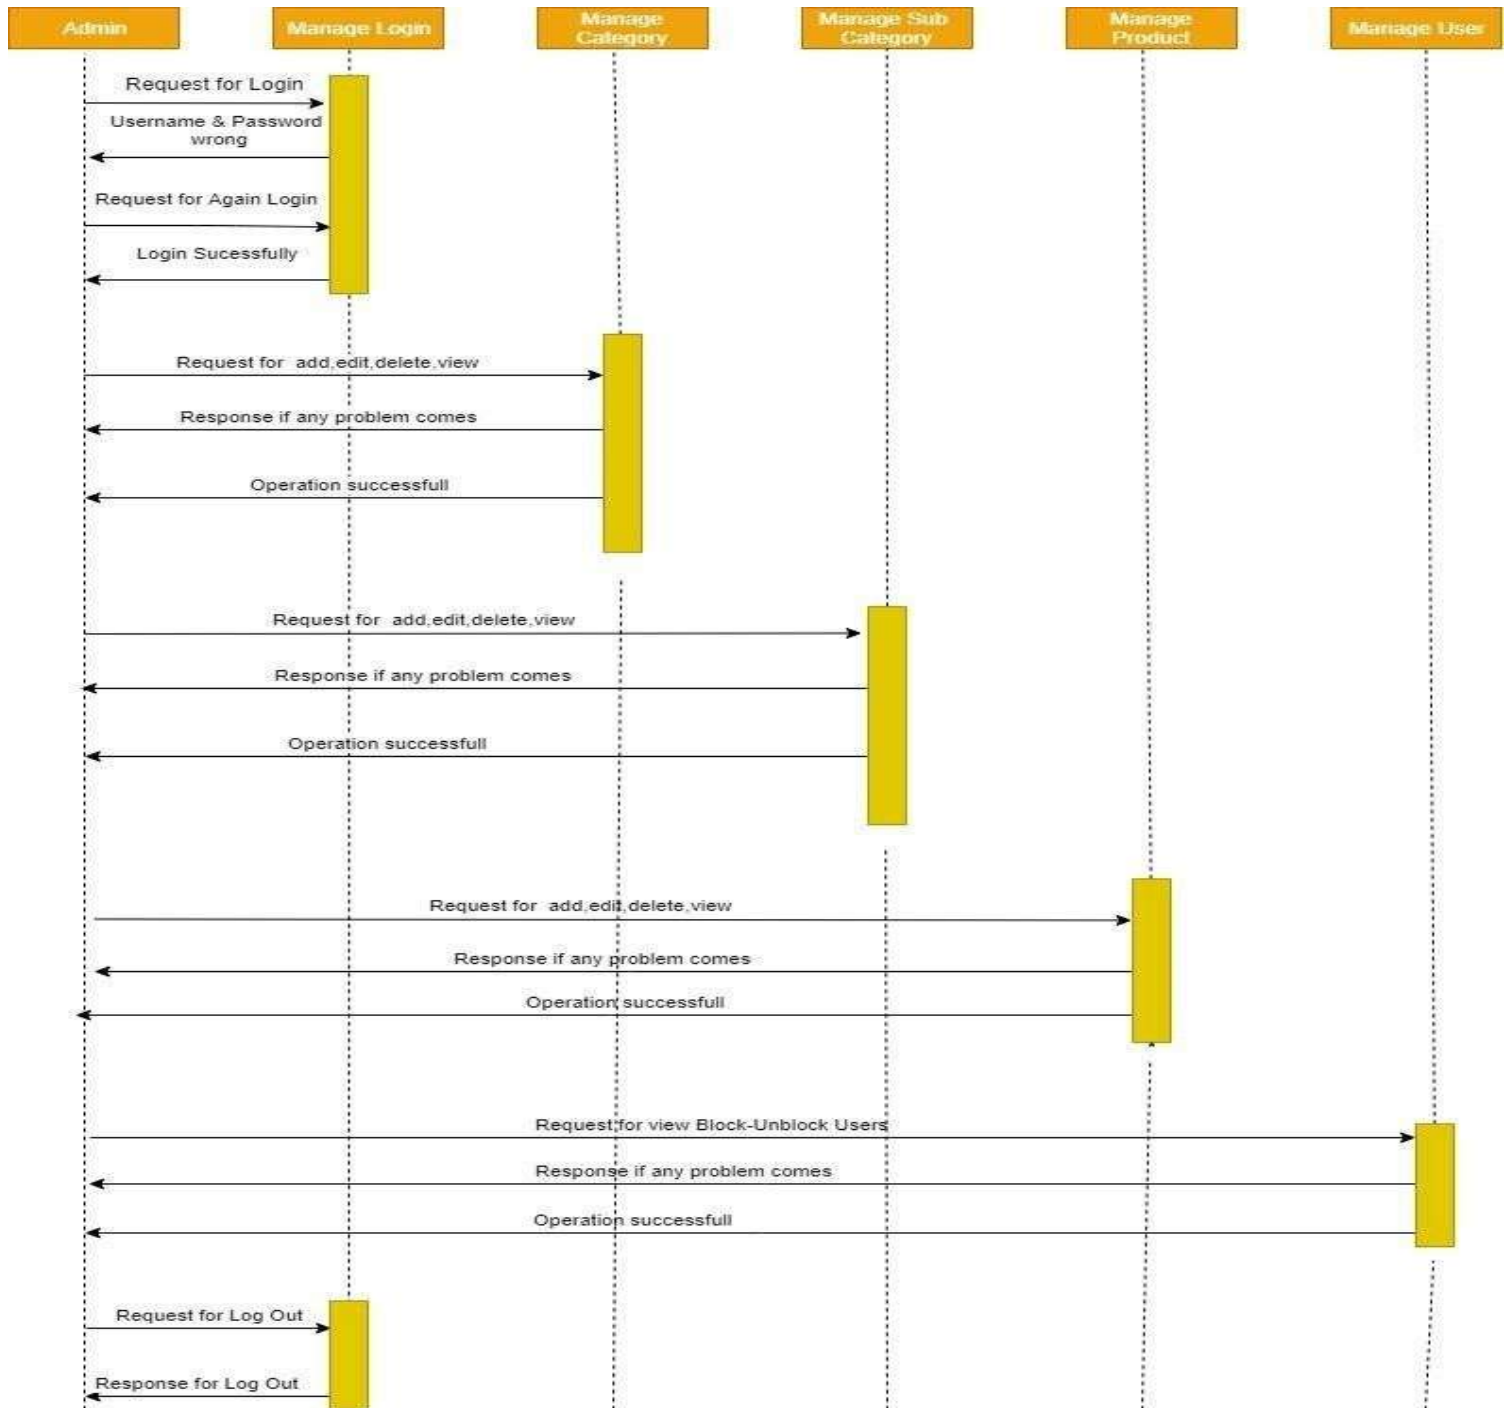 Admin
Manage Login
Manage
Category
Manage Sub
Category
Manage
Product
Manage User
Request for Login
Username & Password
wrong
Request for Again Login
Login Sucessfully
Request for add,edit,delete,view
Response if any problem comes
Operation successfull
Request for add,edit,delete,view
Response if any problem comes
Operation successfull
Request for add,edit,delete,view
Response if any problem comes
Operation successfull
Request for view Block-Unblock Users
Response if any problem comes
Operation successfull
Request for Log Out
Response for Log Out